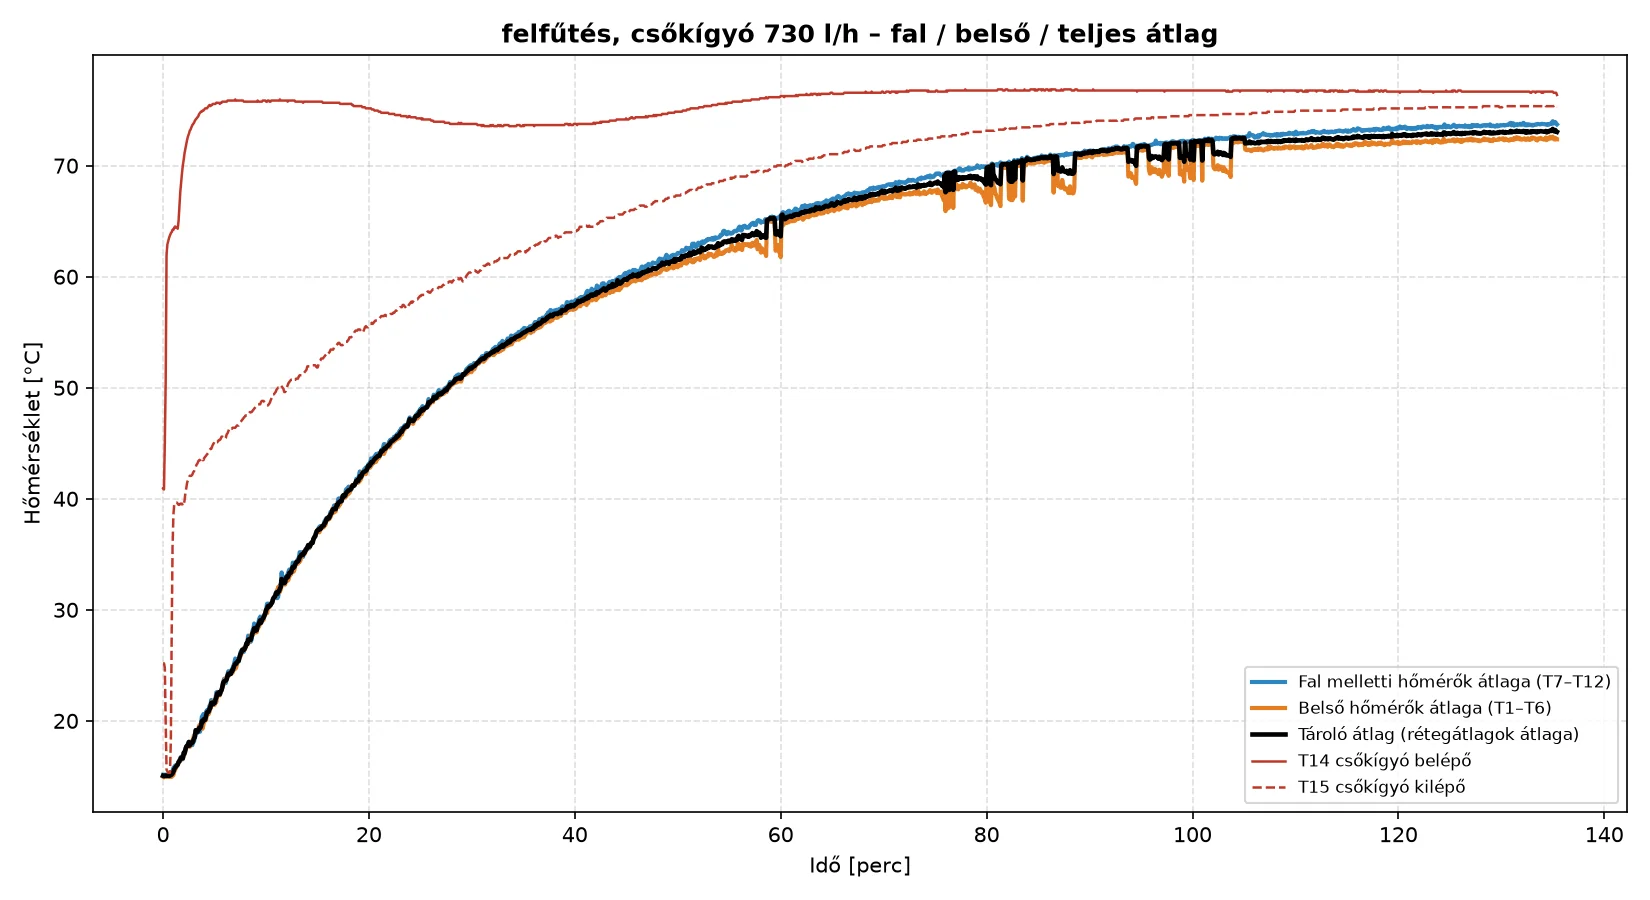 felfűtés, csőkígyó 730 l/h – fal / belső / teljes átlag
Hőmérséklet [°C]
70
60
50
40
30
20
0
20
40
60
80
100
120
140
Idő [perc]
Fal melletti hőmérők átlaga (T7–T12)
Belső hőmérők átlaga (T1–T6)
Tároló átlag (rétegátlagok átlaga)
T14 csőkígyó belépő
T15 csőkígyó kilépő